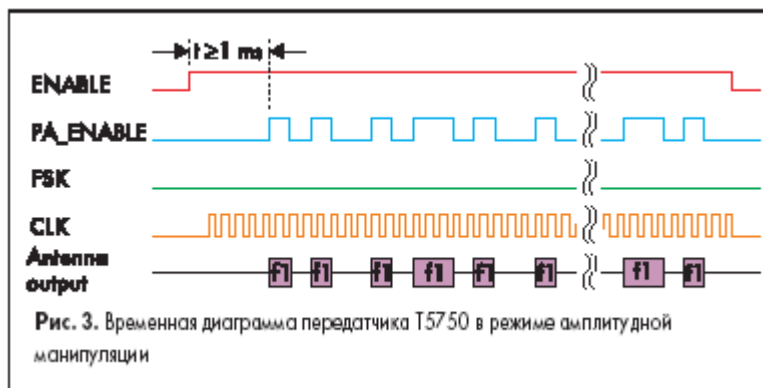 t ≥1 ms
ENABLE
PA_ENABLE
FSK
CLK
Antenna
output
f1 f1 f1 f1 f1 f1 f1 f1
Рис. 3. Временная диаграмма передатчика T5750 в режиме амплитудной
манипуляции